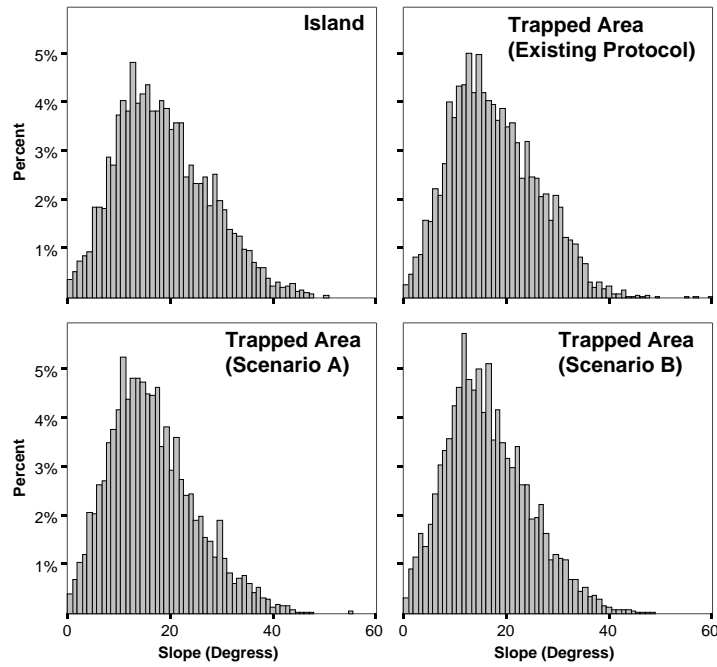 Island
Trapped Area
(Existing Protocol)
5%
4%
3%
2%
1%
Percent
Trapped Area
(Scenario A)
Trapped Area
(Scenario B)
5%
4%
3%
2%
1%
Percent
0
20
40
60
0
20
40
60
Slope (Degress)
Slope (Degress)